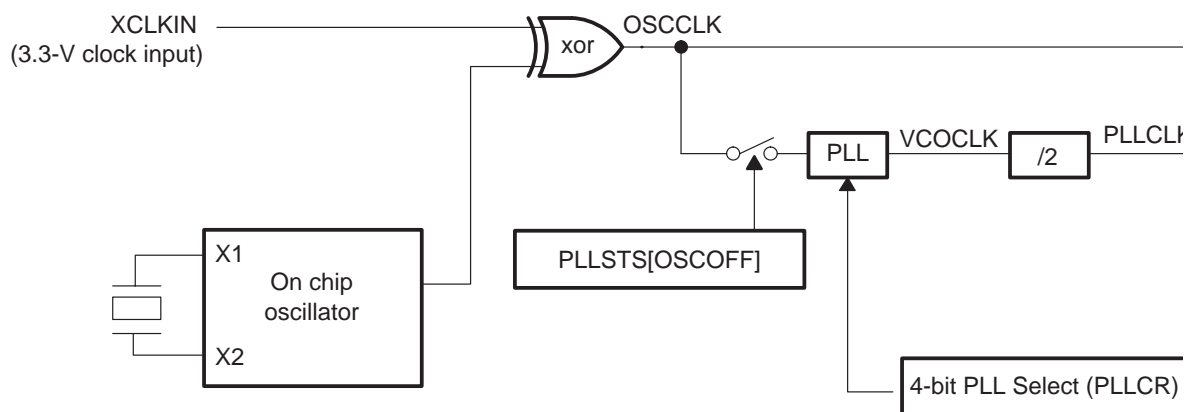 XCLKIN
(3.3-V clock input)
xor
OSCCLK
PLL
VCOCLK
/2
PLLCLK
PLLSTS[OSCOFF]
X1
On chip
oscillator
X2
4-bit PLL Select (PLLCR)